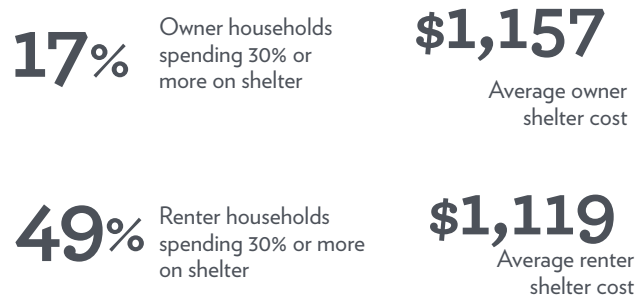 17%
Owner households
spending 30% or
more on shelter
$1,157
Average owner
shelter cost
49%
Renter households
spending 30% or more
on shelter
$1,119
Average renter
shelter cost